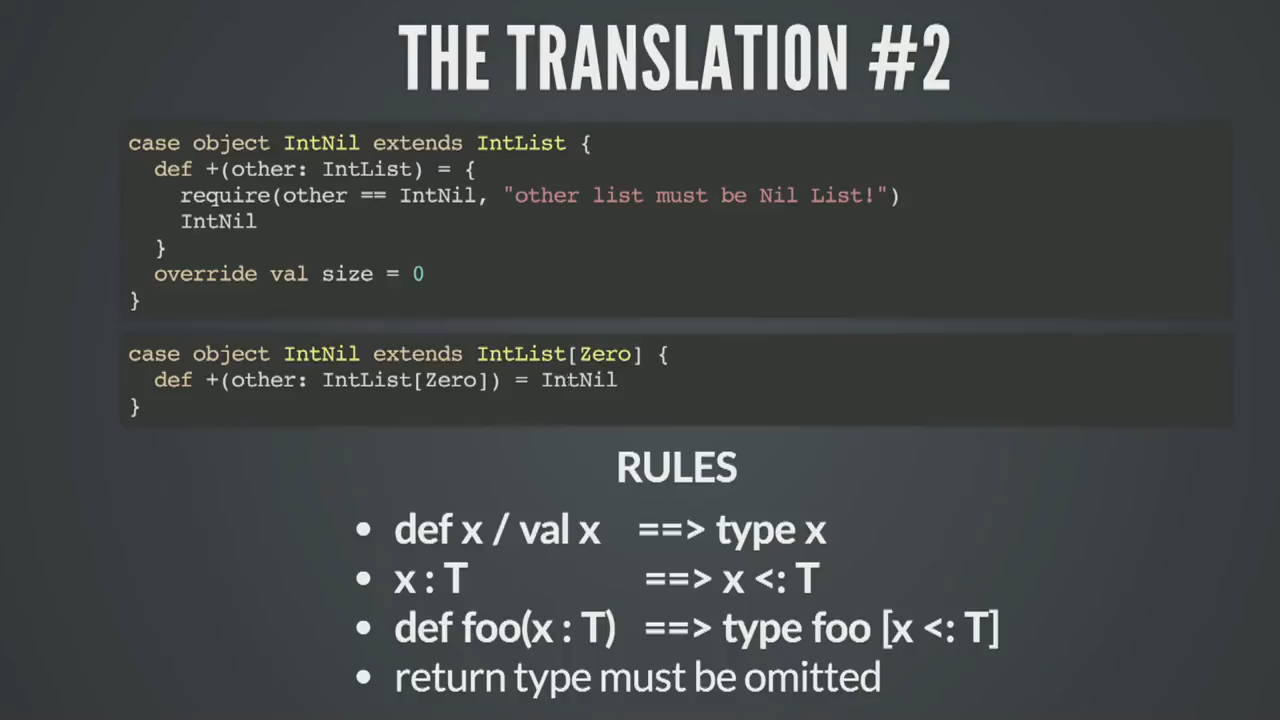 THE TRANSLATION #2
case object IntNil extends IntList {
  def +(other: IntList) = {
    require(other == IntNil, "other list must be Nil List!")
    IntNil
  }
  override val size = 0
}
case object IntNil extends IntList[Zero] {
  def +(other: IntList[Zero]) = IntNil
}
RULES
• def x / val x ==> type x
• x : T ==> x <: T
• def foo(x : T) ==> type foo [x <: T]
• return type must be omitted